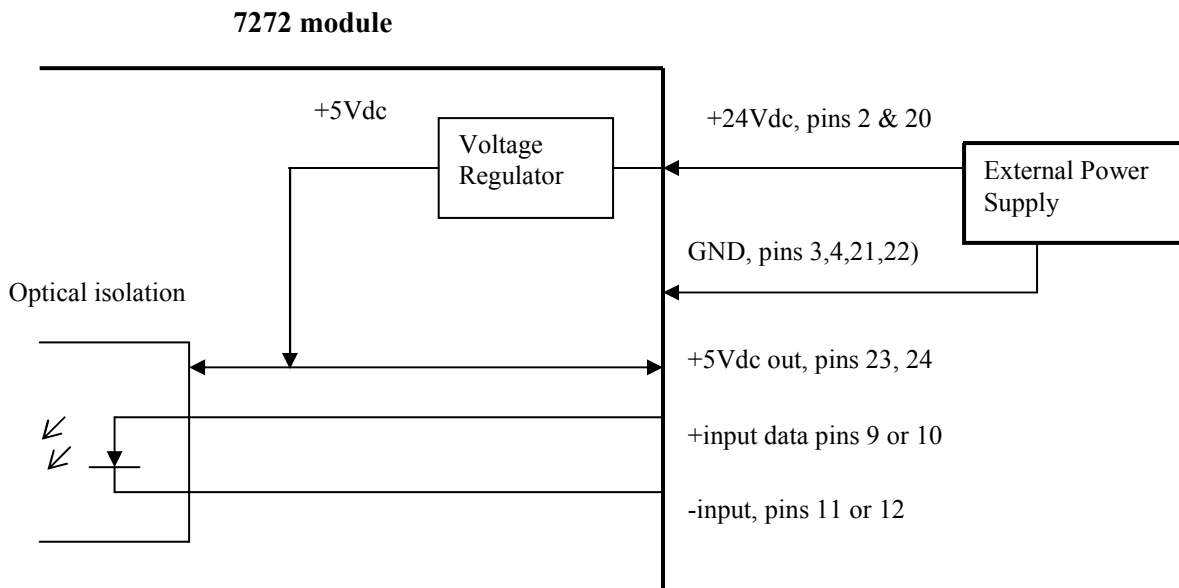 7272 module
+5Vdc
+24Vdc, pins 2 & 20
Voltage
Regulator
External Power
Supply
GND, pins 3,4,21,22)
Optical isolation
+5Vdc out, pins 23, 24
+input data pins 9 or 10
-input, pins 11 or 12